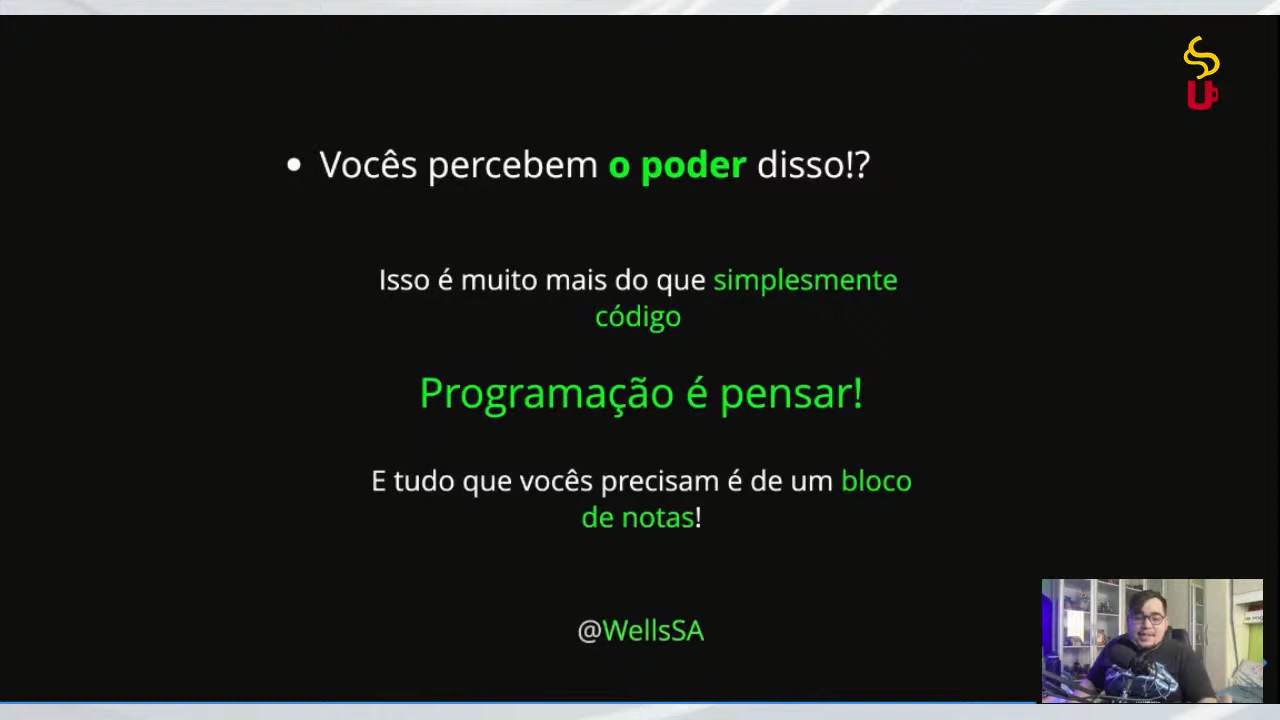 Vocês percebem o poder disso!?
Isso é muito mais do que simplesmente
código
Programação é pensar!
E tudo que vocês precisam é de um bloco
de notas!
@WellsSA